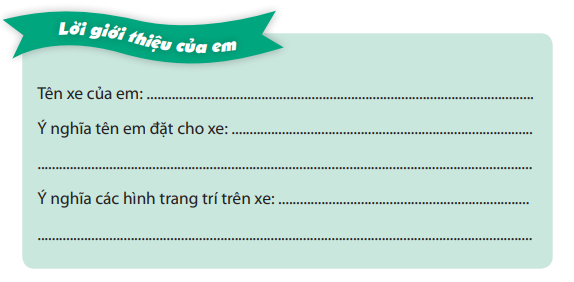 Lời giới thiệu của em
Tên xe của em: ..........................................................................................................
Ý nghĩa tên em đặt cho xe: ...................................................................................
........................................................................................................................................
Ý nghĩa các hình trang trí trên xe: .....................................................................
........................................................................................................................................